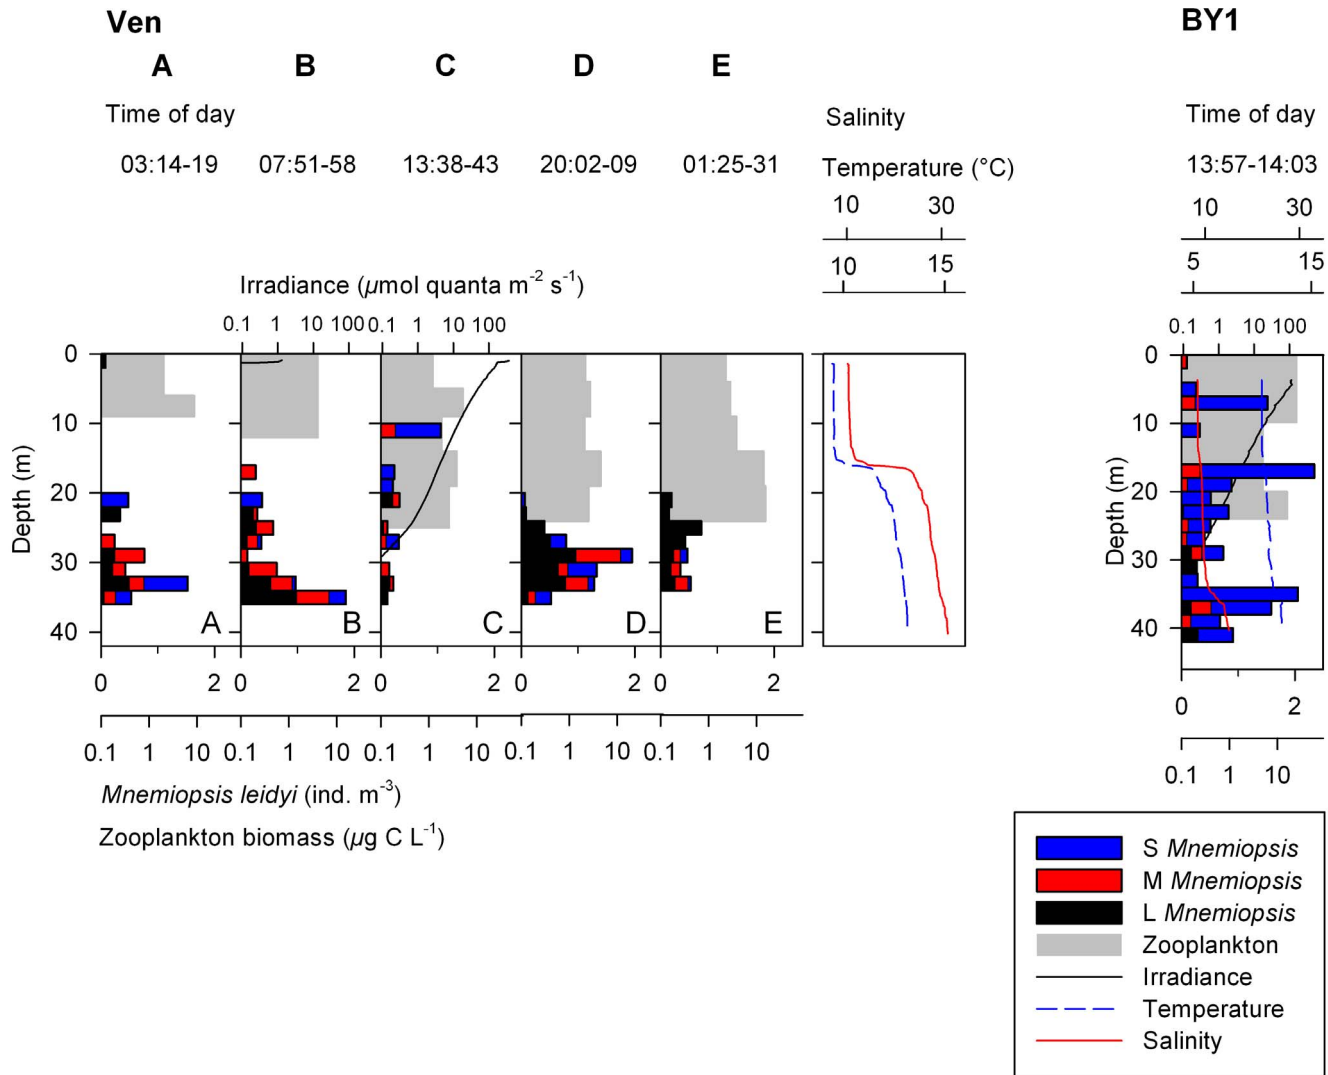 Ven BY1
A B C D E
Time of day Salinity Time of day
03:14-19 07:51-58 13:38-43 20:02-09 01:25-31 Temperature (°C) 13:57-14:03
10 30 10 30
10 15 5 15
Irradiance (µmol quanta m-2 s-1)
0.1 1 10 100 0.1 1 10 100 0.1 1 10 100
0 0
10 10
20 20
Depth (m) Depth (m)
30 30
40 A B C D E 40
0 2 0 2 0 2 0 2 0 2 0 2
0.1 1 10 0.1 1 10 0.1 1 10 0.1 1 10 0.1 1 10 0.1 1 10
Mnemiopsis leidyi (ind. m-3)
Zooplankton biomass (µg C L-1)
S Mnemiopsis
M Mnemiopsis
L Mnemiopsis
Zooplankton
Irradiance
Temperature
Salinity